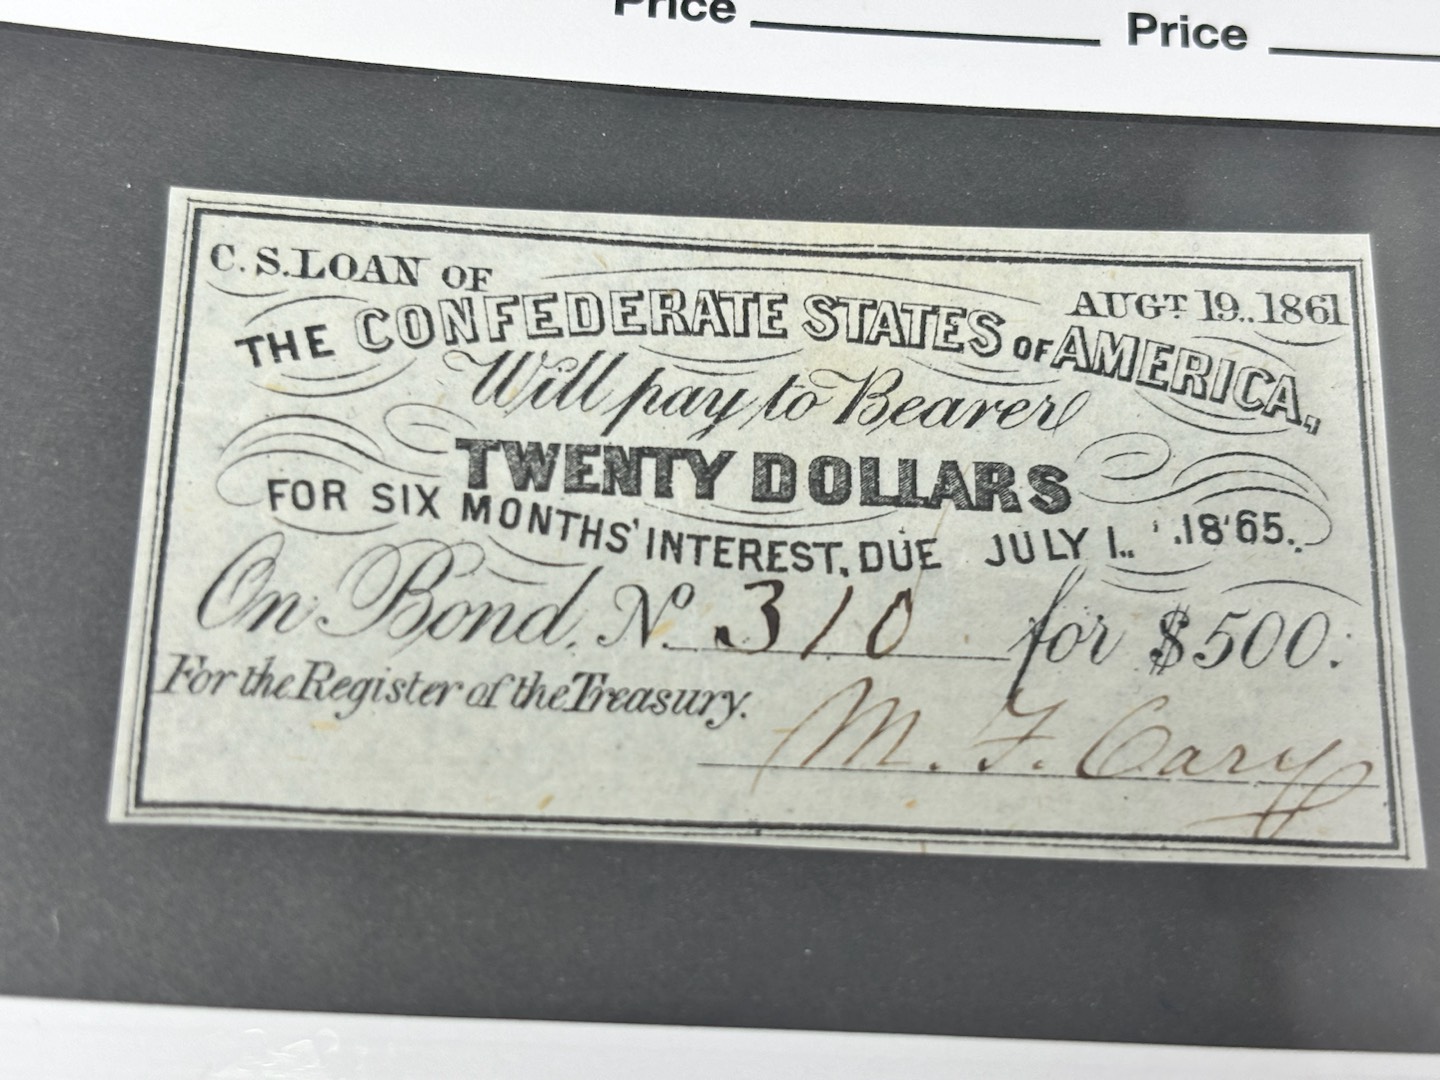 Price
Price
C. S. LOAN OF
AUGT 19.. 1861
THE CONFEDERATE STATES OF AMERICA,,
Will pay to Bearer
TWENTY DOLLARS
FOR SIX MONTHS' INTEREST, DUE JULY 1.. 1865.
On Bond, No. 310 for $500.
For the Register of the Treasury.
M. F. Cary